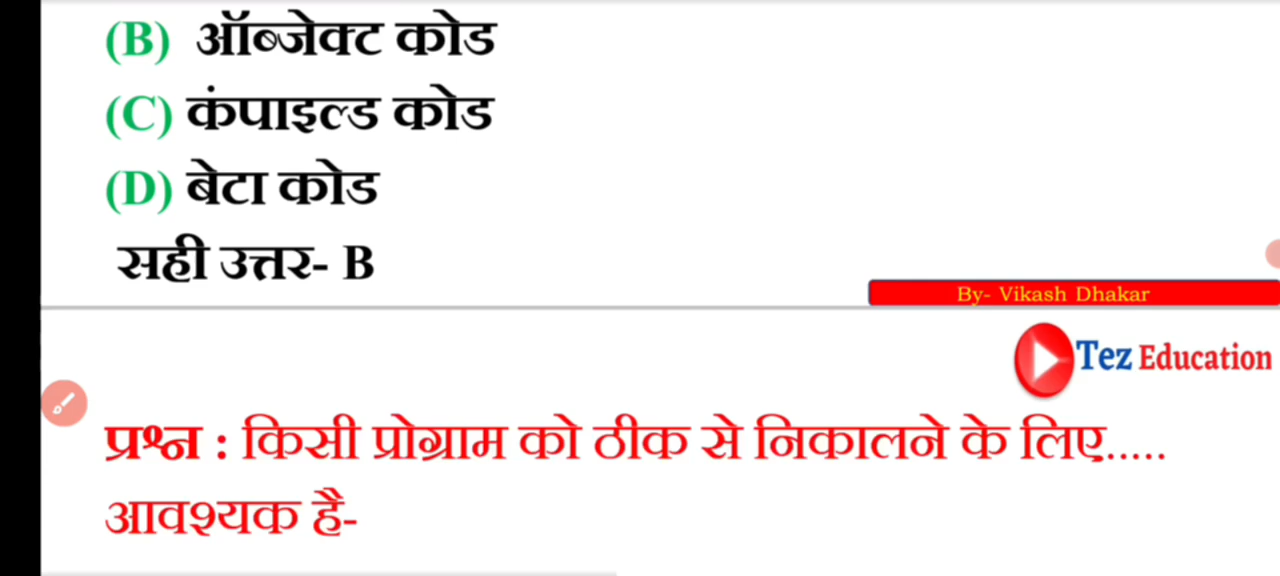 (B) ऑब्जेक्ट कोड
(C) कंपाइल्ड कोड
(D) बेटा कोड
सही उत्तर- B
By- Vikash Dhakar
Tez Education
प्रश्न : किसी प्रोग्राम को ठीक से निकालने के लिए.....
आवश्यक है-